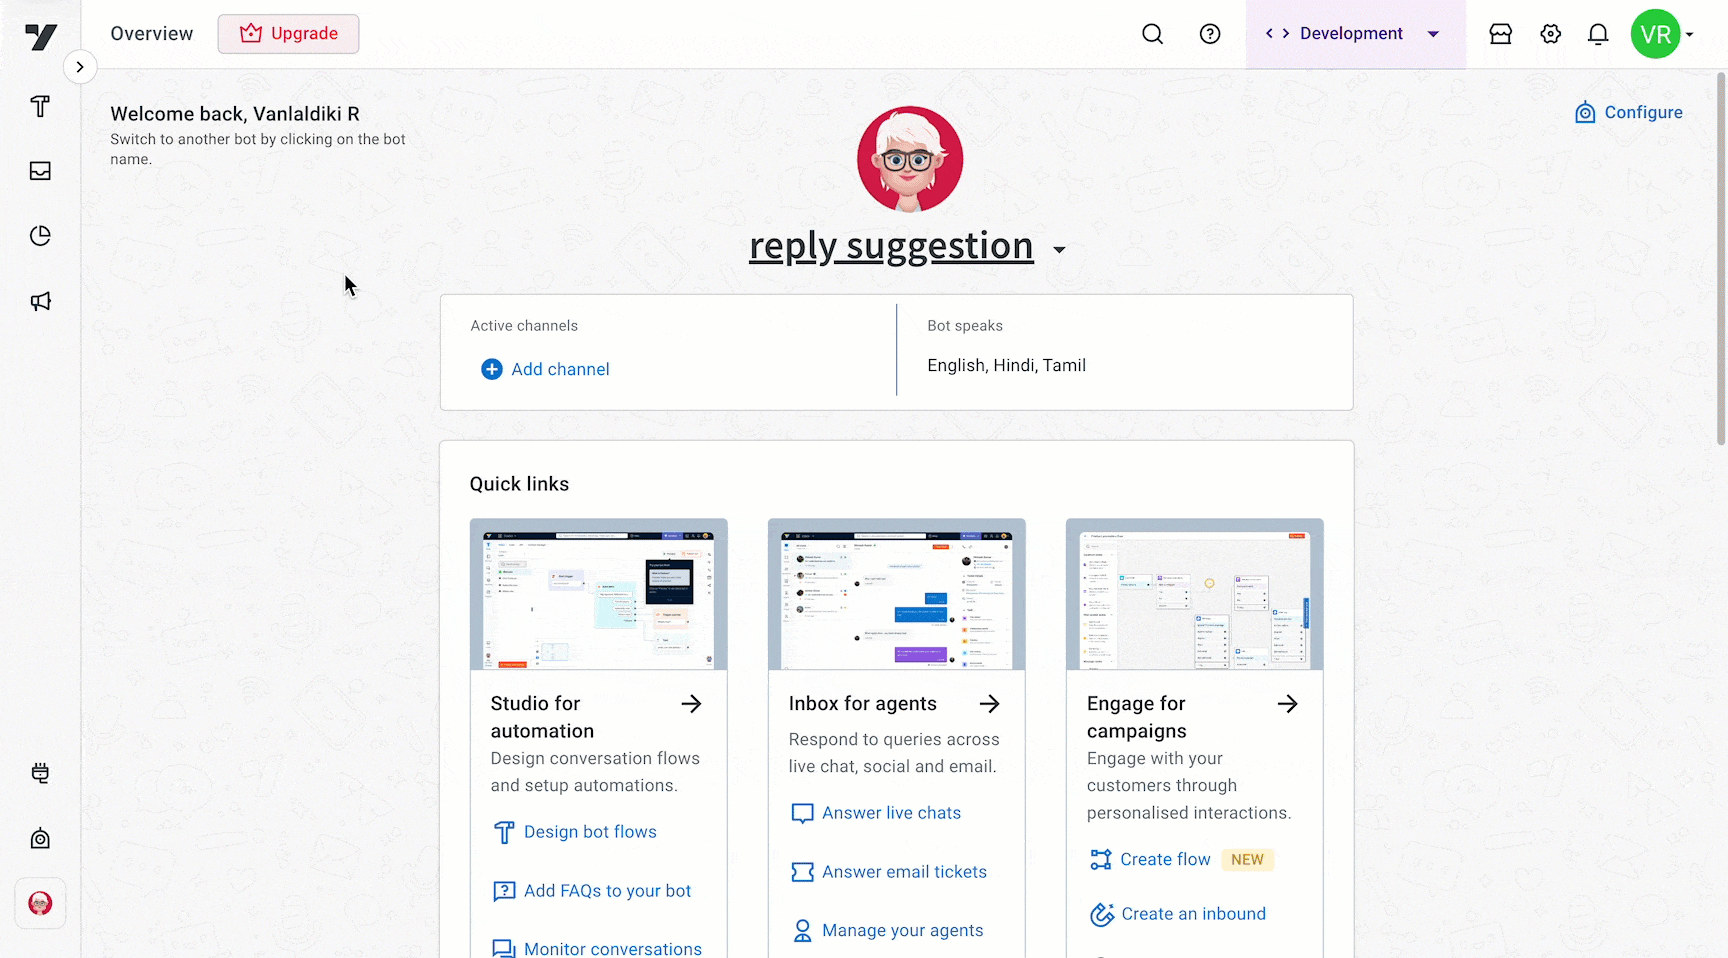 Overview
Upgrade
Development
VR
Welcome back, Vanlaldiki R
Switch to another bot by clicking on the bot
name.
Configure
reply suggestion
Active channels
Add channel
Bot speaks
English, Hindi, Tamil
Quick links
Studio for
automation
Design conversation flows
and setup automations.
Design bot flows
Add FAQs to your bot
Monitor conversations
Inbox for agents
Respond to queries across
live chat, social and email.
Answer live chats
Answer email tickets
Manage your agents
Engage for
campaigns
Engage with your
customers through
personalised interactions.
Create flow NEW
Create an inbound